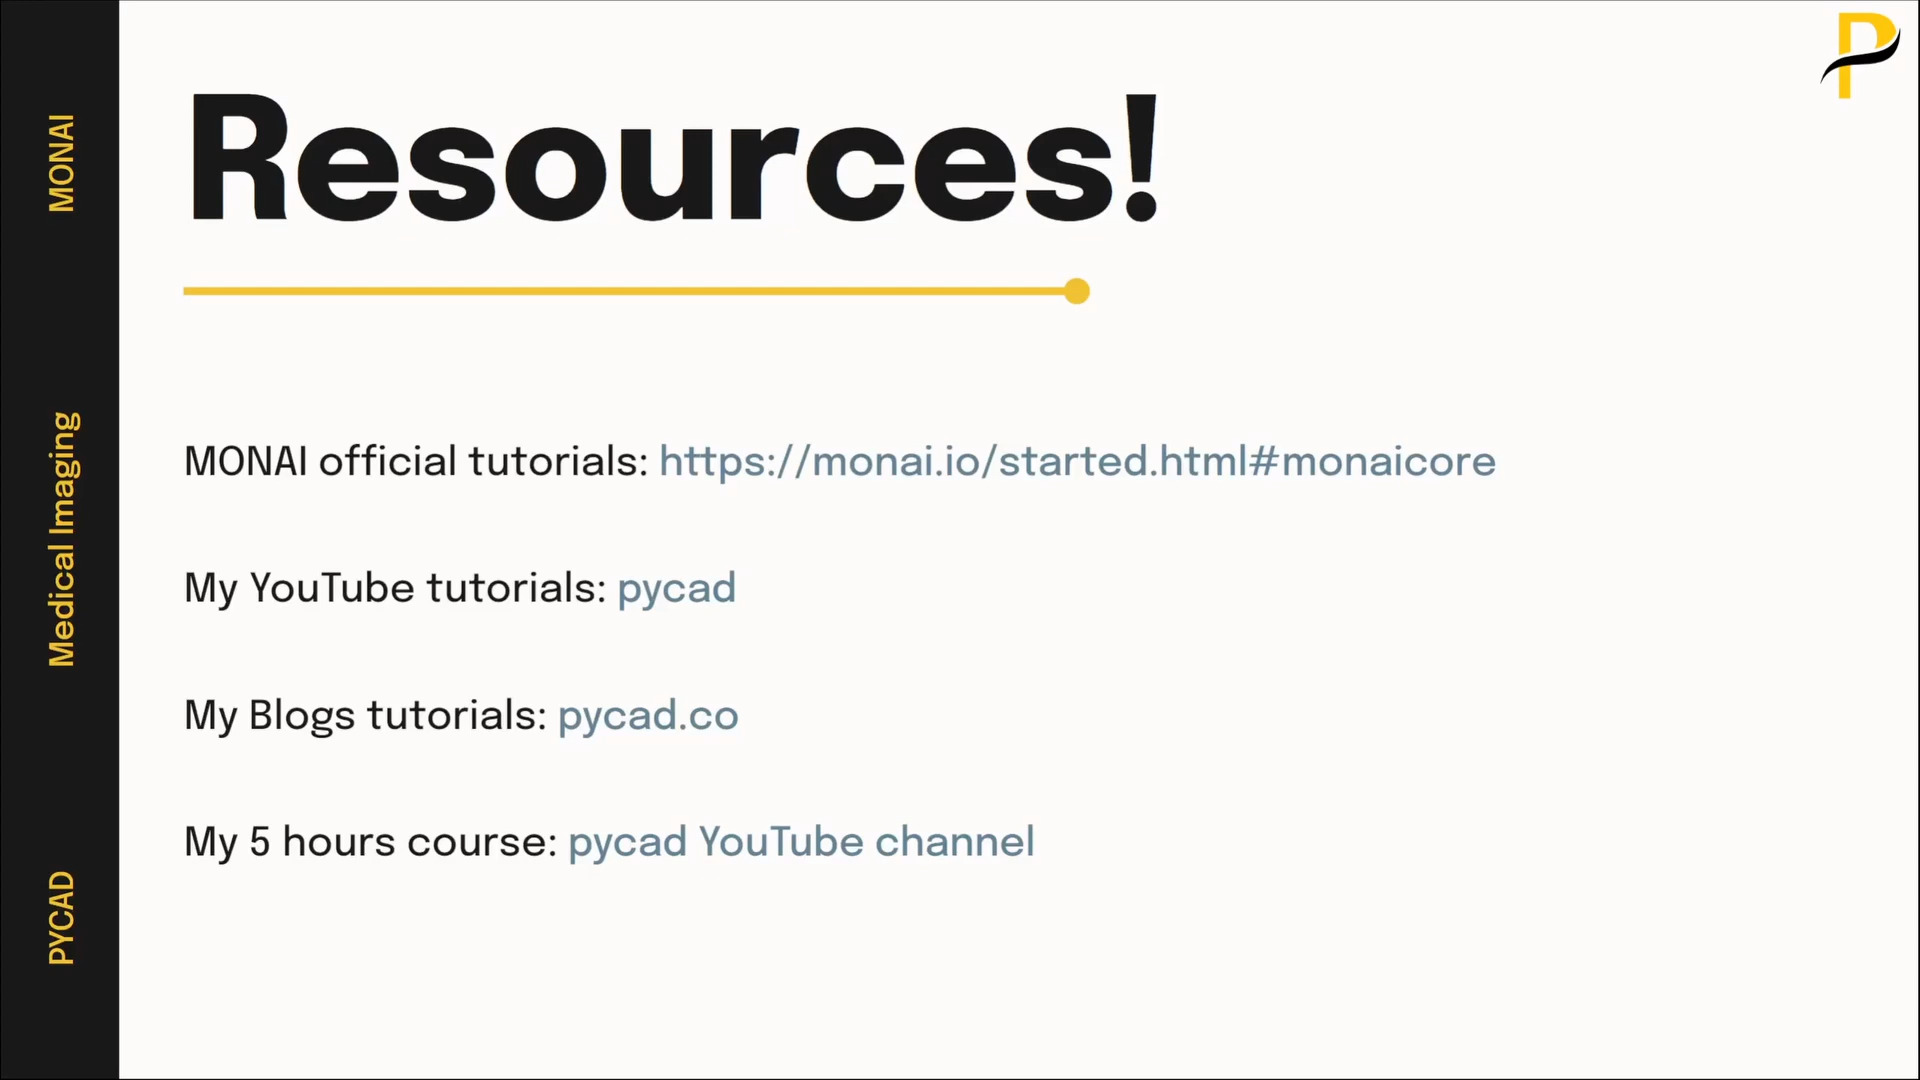 MONAI
Medical Imaging
PYCAD
P
Resources!
MONAI official tutorials: https://monai.io/started.html#monaicore
My YouTube tutorials: pycad
My Blogs tutorials: pycad.co
My 5 hours course: pycad YouTube channel